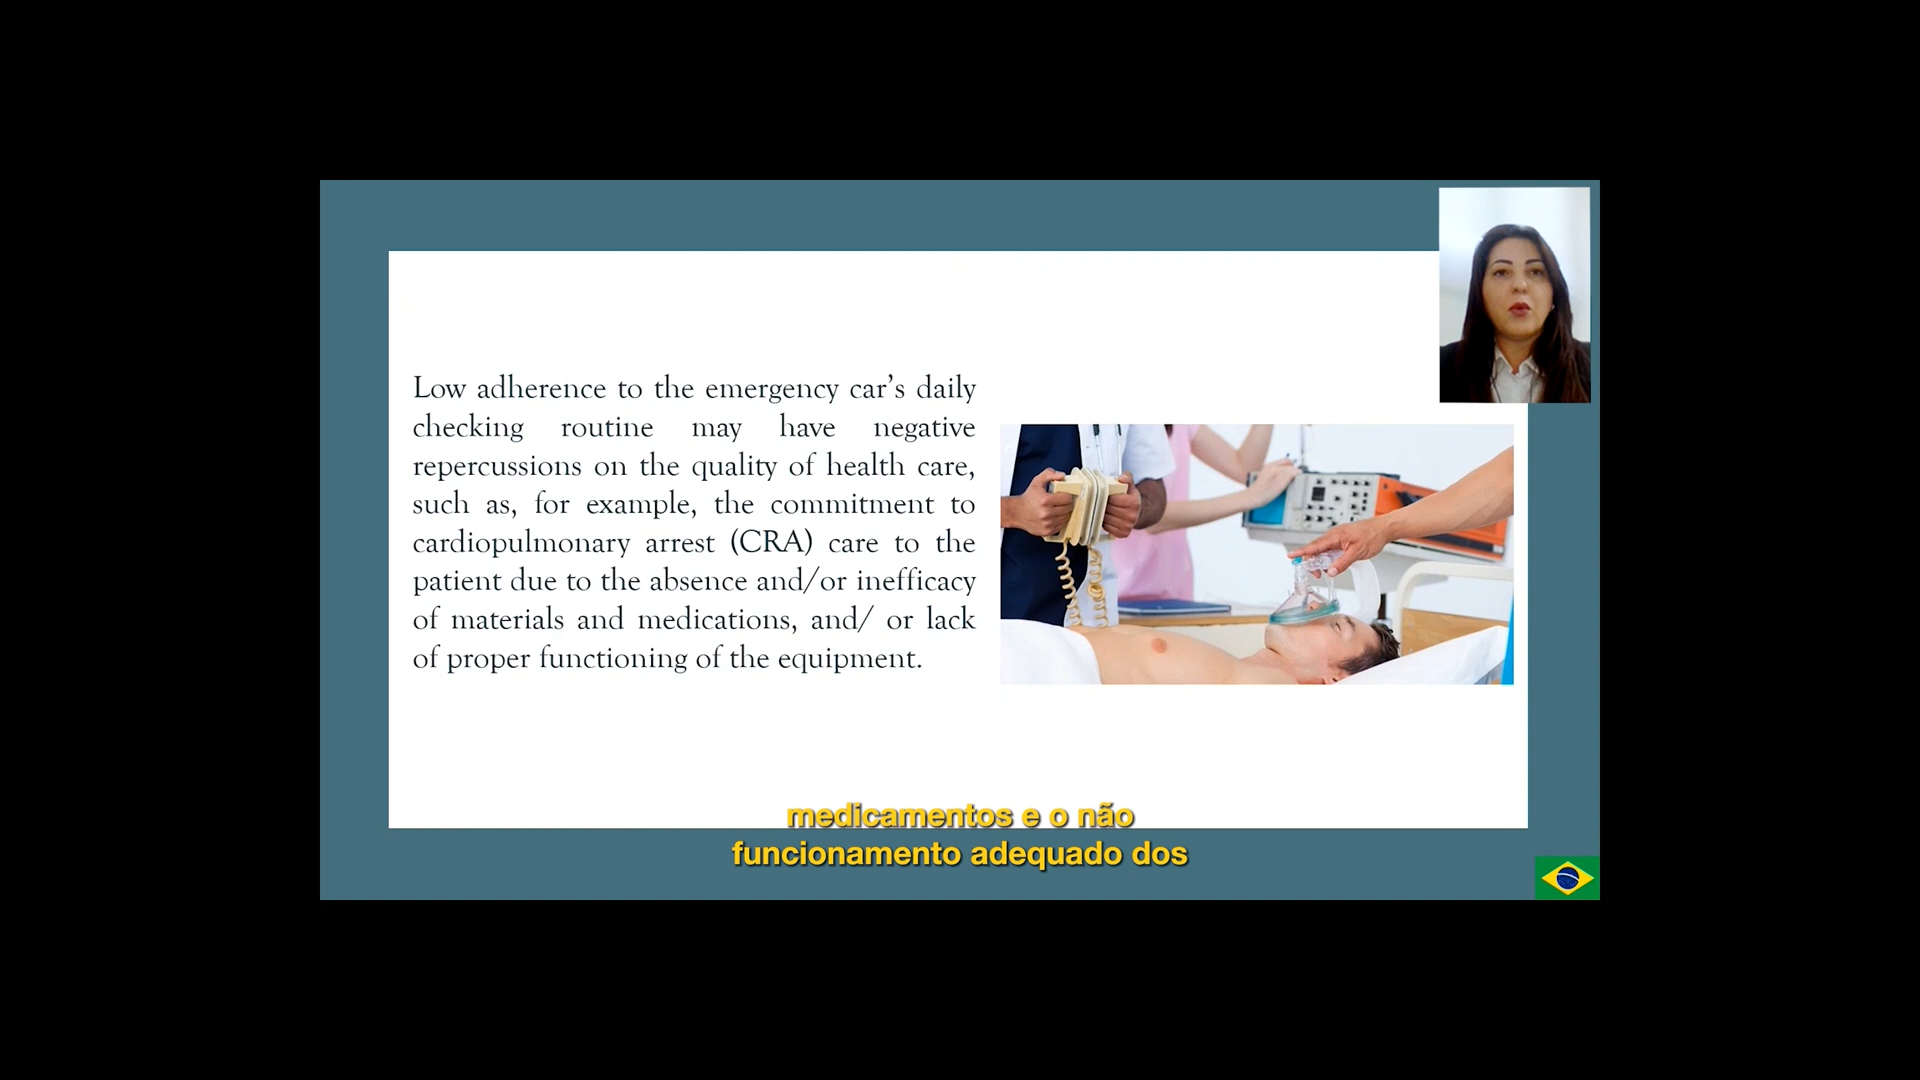 Low adherence to the emergency car’s daily
checking routine may have negative
repercussions on the quality of health care,
such as, for example, the commitment to
cardiopulmonary arrest (CRA) care to the
patient due to the absence and/or inefficacy
of materials and medications, and/ or lack
of proper functioning of the equipment.
medicamentos e o não
funcionamento adequado dos